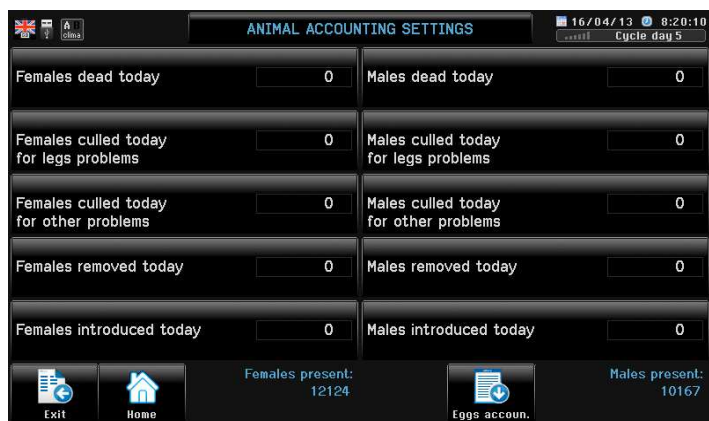 A
clima
ANIMAL ACCOUNTING SETTINGS
16/04/13 8:20:10
Cycle day 5
Females dead today 0
Males dead today 0
Females culled today
for legs problems 0
Males culled today
for legs problems 0
Females culled today
for other problems 0
Males culled today
for other problems 0
Females removed today 0
Males removed today 0
Females introduced today 0
Males introduced today 0
Exit
Home
Females present:
12124
Eggs accoun.
Males present:
10167